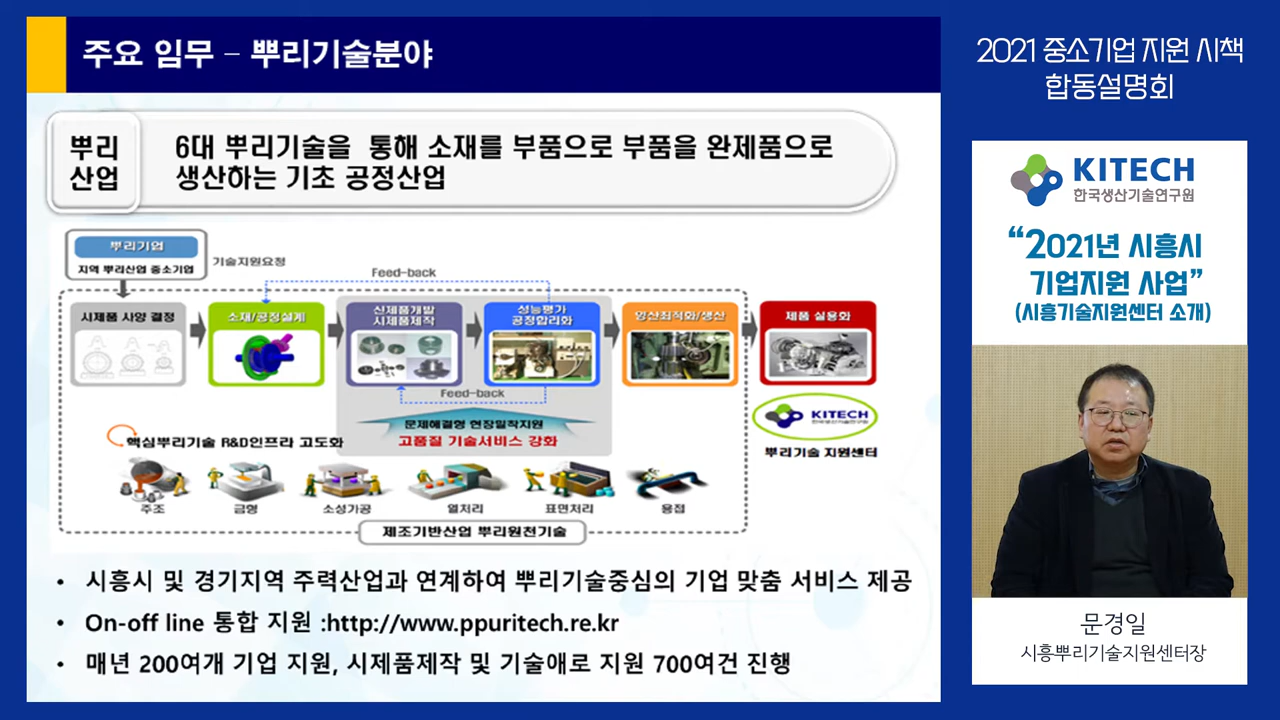 주요 임무 – 뿌리기술분야
뿌리
산업
6대 뿌리기술을 통해 소재를 부품으로 부품을 완제품으로
생산하는 기초 공정산업
뿌리기업
지역 뿌리산업 중소기업
기술지원요청
Feed-back
시제품 사양 결정
소재/공정설계
신제품개발
시제품제작
성능평가
공정합리화
양산최적화/생산
제품 실용화
Feed-back
문제해결형 현장밀착지원
고품질 기술서비스 강화
핵심뿌리기술 R&D인프라 고도화
KITECH
한국생산기술연구원
뿌리기술 지원센터
주조
금형
소성가공
열처리
표면처리
용접
제조기반산업 뿌리원천기술
• 시흥시 및 경기지역 주력산업과 연계하여 뿌리기술중심의 기업 맞춤 서비스 제공
• On-off line 통합 지원 :http://www.ppuritech.re.kr
• 매년 200여개 기업 지원, 시제품제작 및 기술애로 지원 700여건 진행
2021 중소기업 지원 시책
합동설명회
KITECH
한국생산기술연구원
“2021년 시흥시
기업지원 사업”
(시흥기술지원센터 소개)
문경일
시흥뿌리기술지원센터장